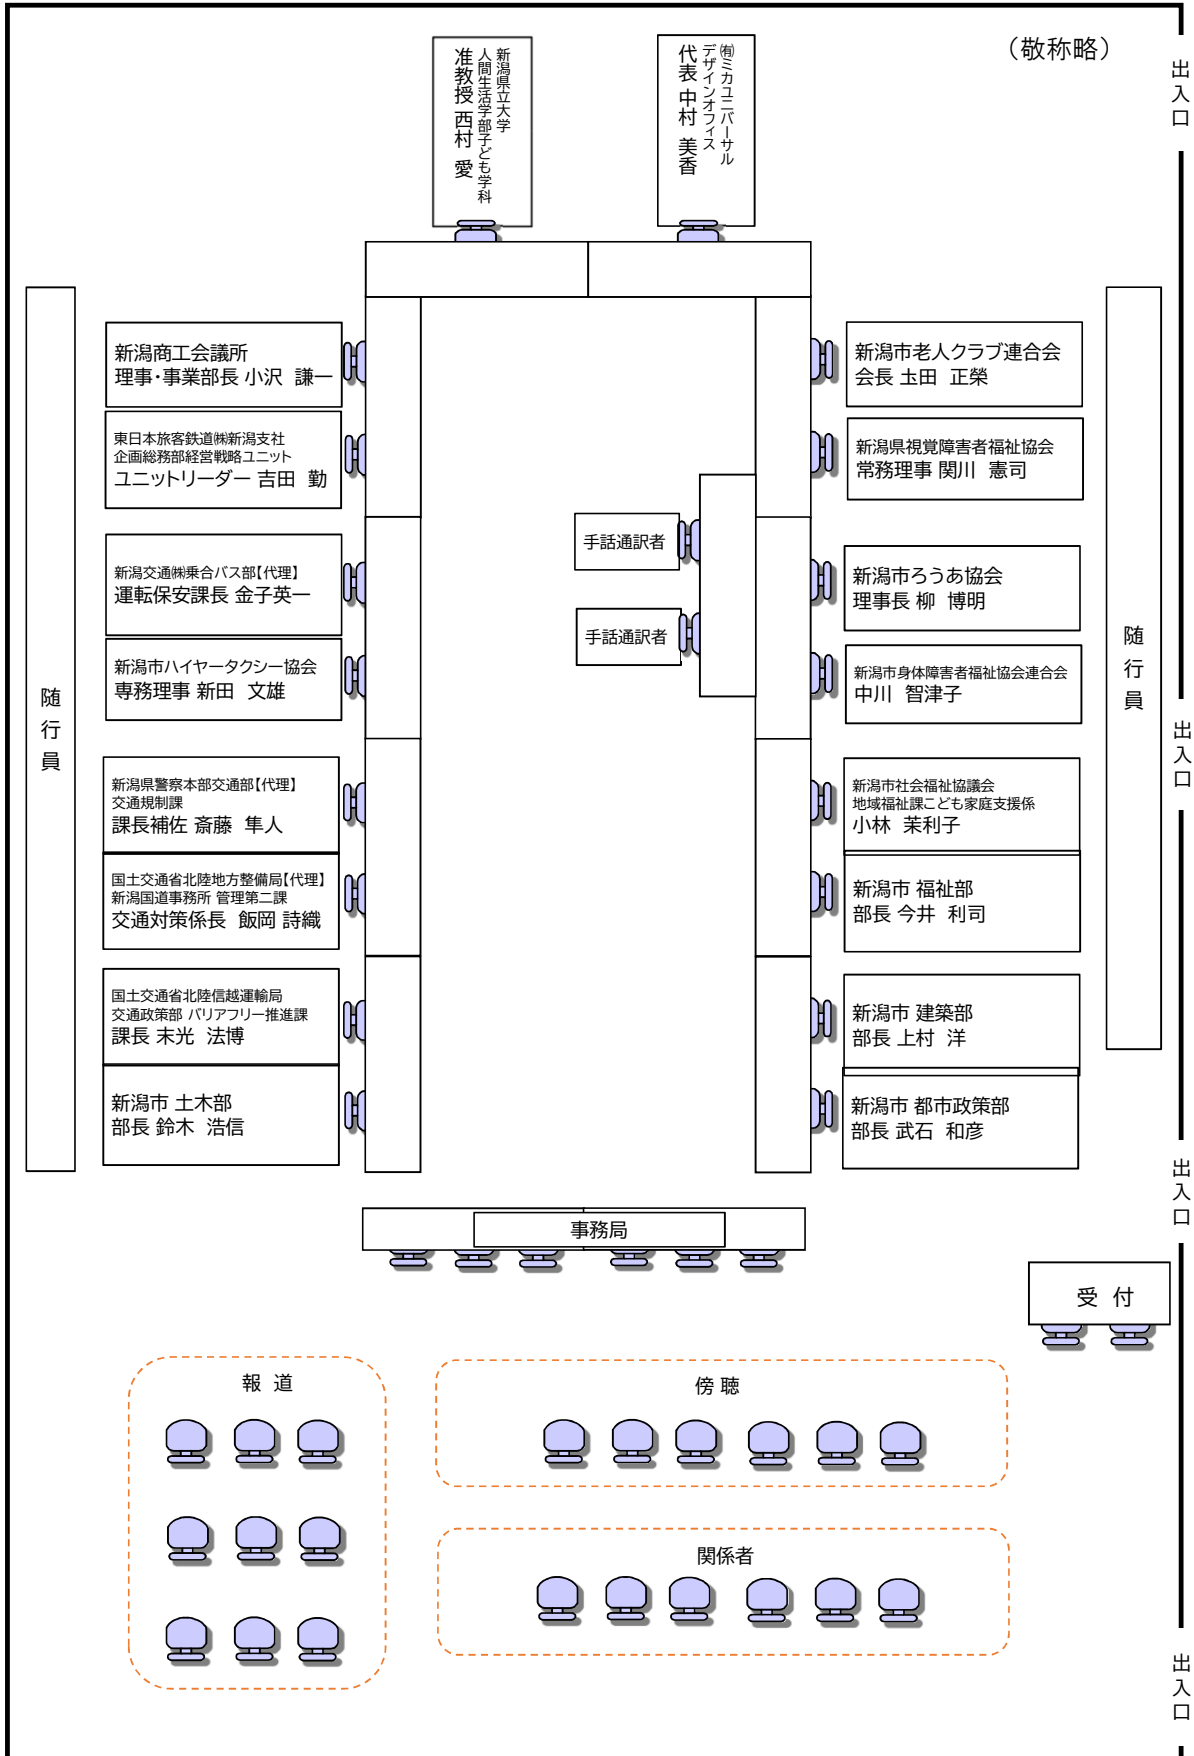 （敬称略）
出入口
新潟県立大学
人間生活学部子ども学科
准教授 西村 愛
㈲ミカユニバーサル
デザインオフィス
代表 中村 美香
随行員
新潟商工会議所
理事・事業部長 小沢 謙一
東日本旅客鉄道㈱新潟支社
企画総務部経営戦略ユニット
ユニットリーダー 吉田 勤
新潟交通㈱乗合バス部【代理】
運転保安課長 金子英一
新潟市ハイヤータクシー協会
専務理事 新田 文雄
新潟県警察本部交通部【代理】
交通規制課
課長補佐 斎藤 隼人
国土交通省北陸地方整備局【代理】
新潟国道事務所 管理第二課
交通対策係長 飯岡 詩織
国土交通省北陸信越運輸局
交通政策部 バリアフリー推進課
課長 末光 法博
新潟市 土木部
部長 鈴木 浩信
手話通訳者
手話通訳者
新潟市老人クラブ連合会
会長 圡田 正榮
新潟県視覚障害者福祉協会
常務理事 関川 憲司
新潟市ろうあ協会
理事長 柳 博明
新潟市身体障害者福祉協会連合会
中川 智津子
新潟市社会福祉協議会
地域福祉課こども家庭支援係
小林 茉利子
新潟市 福祉部
部長 今井 利司
新潟市 建築部
部長 上村 洋
新潟市 都市政策部
部長 武石 和彦
随行員
出入口
出入口
事務局
受 付
報 道
傍 聴
関係者
出入口